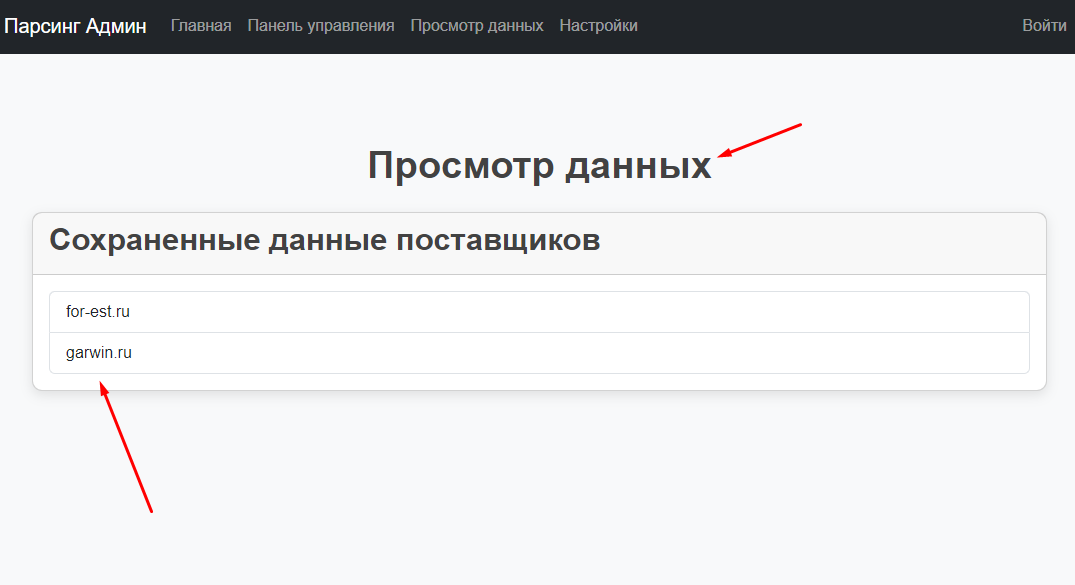 Парсинг Админ Главная Панель управления Просмотр данных Настройки Войти
Просмотр данных
Сохраненные данные поставщиков
for-est.ru
garwin.ru